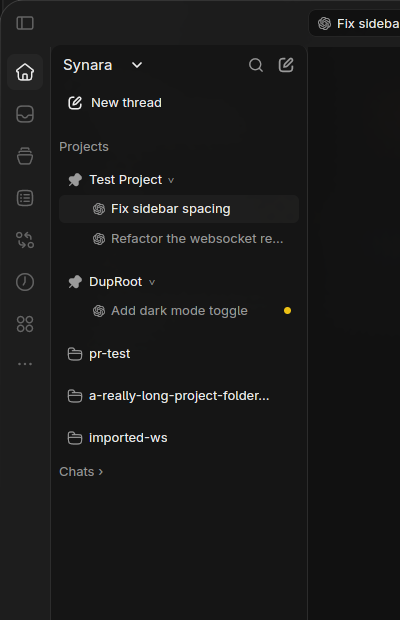 Fix sideba
Synara
New thread
Projects
Test Project
Fix sidebar spacing
Refactor the websocket re...
DupRoot
Add dark mode toggle
pr-test
a-really-long-project-folder...
imported-ws
Chats